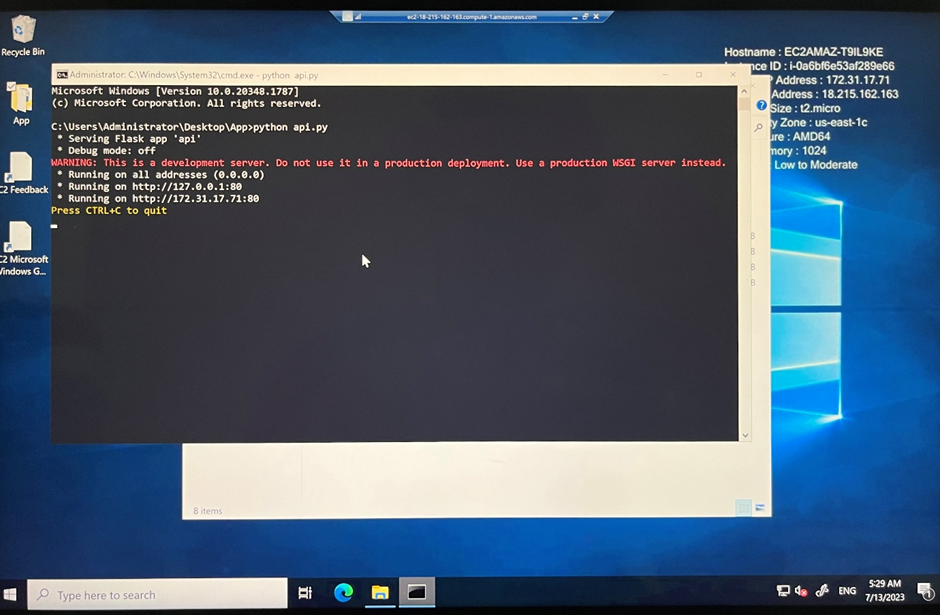 ec2-18-215-162-163.compute-1.amazonaws.com
Recycle Bin
App
C2 Feedback
C2 Microsoft
Windows G...
Hostname : EC2AMAZ-T9IL9KE
ance ID : i-0a6bf6e53af289e66
P Address : 172.31.17.71
Address : 18.215.162.163
Size : t2.micro
ty Zone : us-east-1c
ure : AMD64
mory : 1024
Low to Moderate
Administrator: C:\Windows\System32\cmd.exe - python api.py
Microsoft Windows [Version 10.0.20348.1787]
(c) Microsoft Corporation. All rights reserved.
C:\Users\Administrator\Desktop\App>python api.py
* Serving Flask app 'api'
* Debug mode: off
WARNING: This is a development server. Do not use it in a production deployment. Use a production WSGI server instead.
* Running on all addresses (0.0.0.0)
* Running on http://127.0.0.1:80
* Running on http://172.31.17.71:80
Press CTRL+C to quit
B
B
B
B
8 items
Type here to search
ENG
5:29 AM
7/13/2023
1